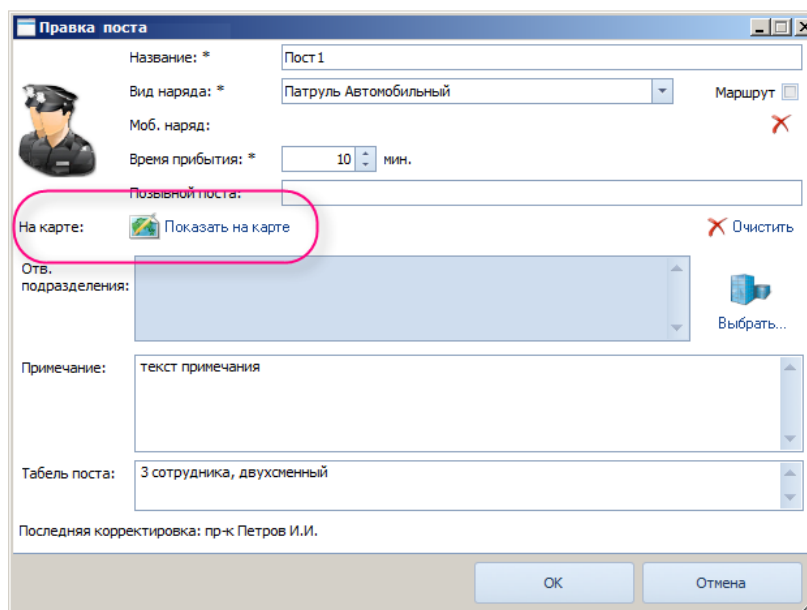 Правка поста
Название: * Пост1
Вид наряда: * Патруль Автомобильный Маршрут
Моб. наряд:
Время прибытия: * 10 мин.
Позывной поста:
На карте: Показать на карте Очистить
Отв.
подразделения:
Выбрать...
Примечание: текст примечания
Табель поста: 3 сотрудника, двухсменный
Последняя корректировка: пр-к Петров И.И.
OK Отмена